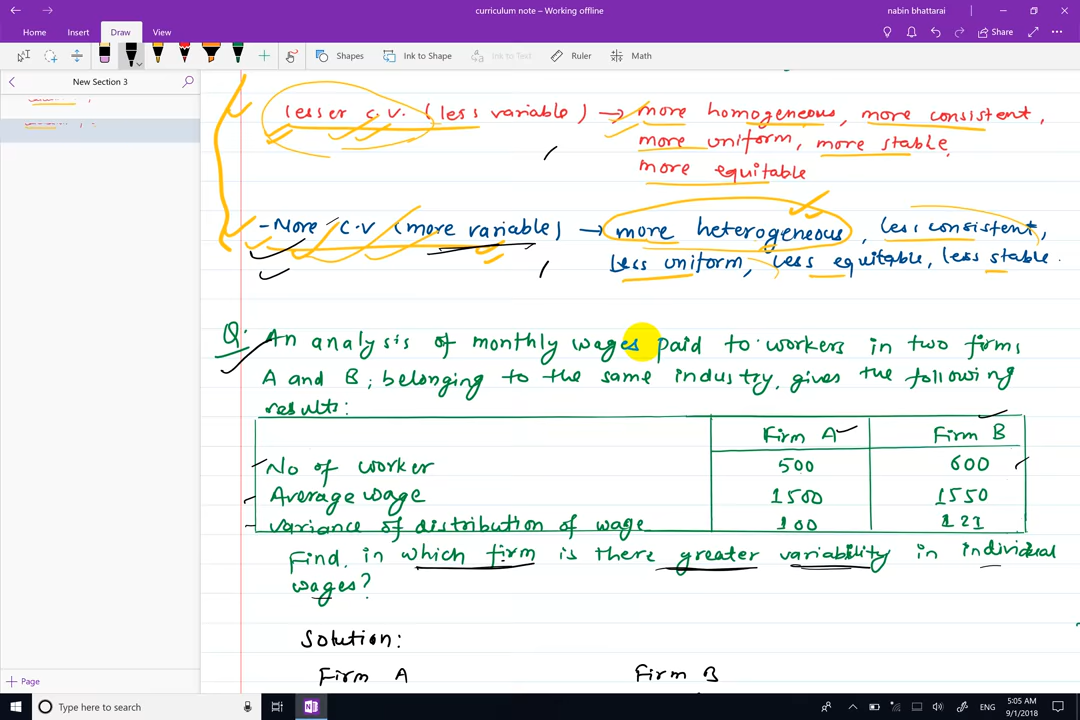 curriculum note – Working offline
nabin bhattarai
Home Insert Draw View
Share
Shapes Ink to Shape Ink to Text Ruler Math
New Section 3
lesser c.v. (less variable) → more homogeneous, more consistent,
more uniform, more stable,
more equitable
- More c.v (more variable) → more heterogeneous, less consistent,
less uniform, less equitable, less stable.
Q. An analysis of monthly wages paid to workers in two firms
A and B, belonging to the same industry, gives the following
results:
Firm A Firm B
No of worker 500 600
Average wage 1500 1550
variance of distribution of wage 100 121
Find, in which firm is there greater variability in individual
wages?
Solution:
Firm A Firm B
+ Page
Type here to search
ENG
5:05 AM
9/1/2018